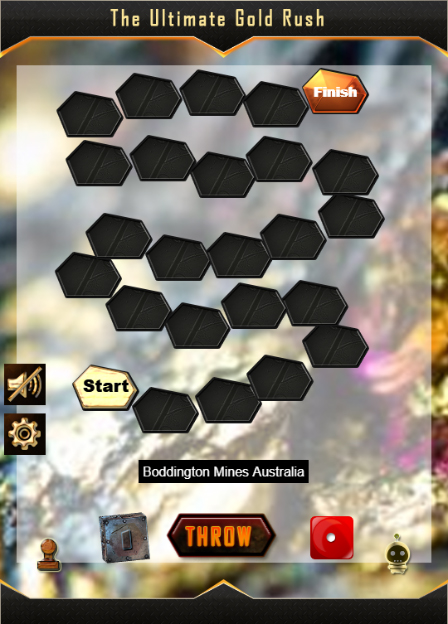 The Ultimate Gold Rush
Finish
Start
Boddington Mines Australia
THROW